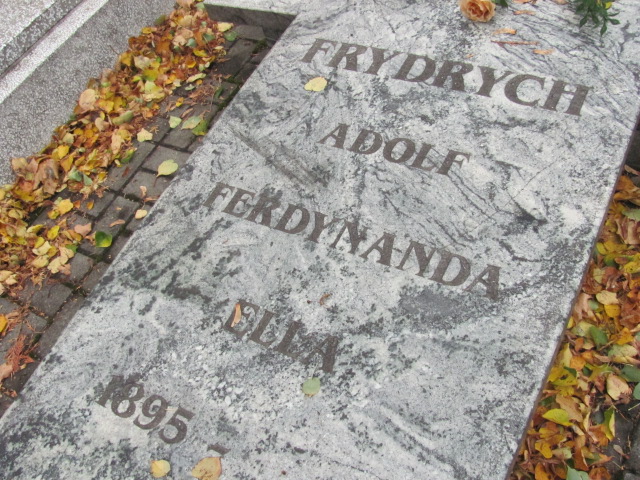 FRYDRYCH
ADOLF
FERDYNANDA
ELLA
1895 -